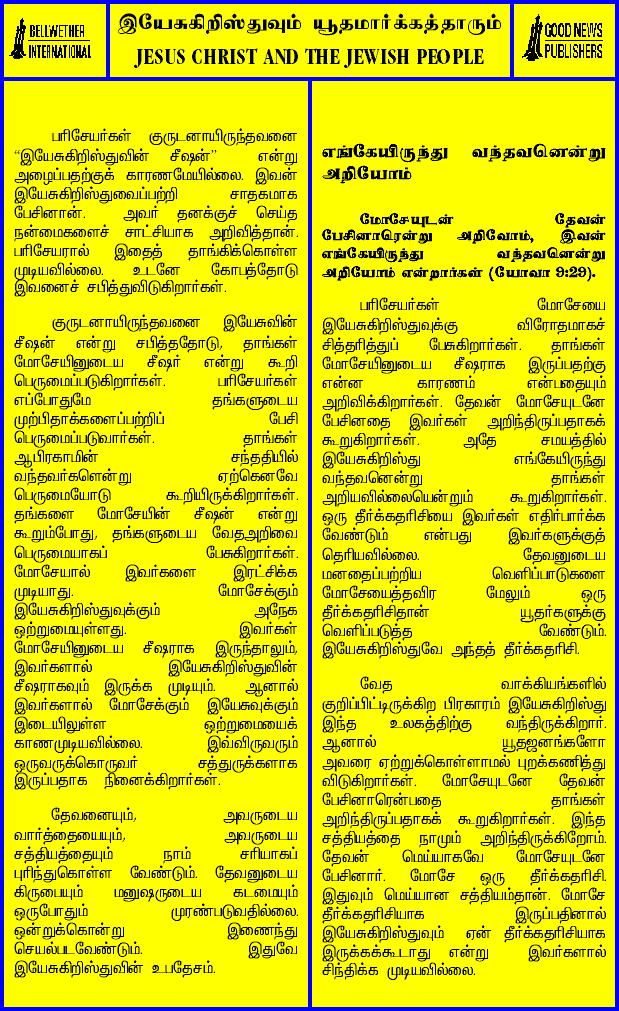 BELLWETHER
INTERNATIONAL
இயேசுகிறிஸ்துவும் யூதமார்க்கத்தாரும்
JESUS CHRIST AND THE JEWISH PEOPLE
GOOD NEWS
PUBLISHERS
பரிசேயர்கள் குருடனாயிருந்தவனை
“இயேசுகிறிஸ்துவின் சீஷன்” என்று
அழைப்பதற்குக் காரணமேயில்லை. இவன்
இயேசுகிறிஸ்துவைப்பற்றி சாதகமாக
பேசினான். அவர் தனக்குச் செய்த
நன்மைகளைச் சாட்சியாக அறிவித்தான்.
பரிசேயரால் இதைத் தாங்கிக்கொள்ள
முடியவில்லை. உடனே கோபத்தோடு
இவனைச் சபித்துவிடுகிறார்கள்.
குருடனாயிருந்தவனை இயேசுவின்
சீஷன் என்று சபித்ததோடு, தாங்கள்
மோசேயினுடைய சீஷர் என்று கூறி
பெருமைப்படுகிறார்கள். பரிசேயர்கள்
எப்போதுமே தங்களுடைய
முற்பிதாக்களைப்பற்றிப் பேசி
பெருமைப்படுவார்கள். தாங்கள்
ஆபிரகாமின் சந்ததியில்
வந்தவர்களென்று ஏற்கெனவே
பெருமையோடு கூறியிருக்கிறார்கள்.
தங்களை மோசேயின் சீஷன் என்று
கூறும்போது, தங்களுடைய வேதஅறிவை
பெருமையாகப் பேசுகிறார்கள்.
மோசேயால் இவர்களை இரட்சிக்க
முடியாது. மோசேக்கும்
இயேசுகிறிஸ்துவுக்கும் அநேக
ஒற்றுமையுள்ளது. இவர்கள்
மோசேயினுடைய சீஷராக இருந்தாலும்,
இவர்களால் இயேசுகிறிஸ்துவின்
சீஷராகவும் இருக்க முடியும். ஆனால்
இவர்களால் மோசேக்கும் இயேசுவுக்கும்
இடையிலுள்ள ஒற்றுமையைக்
காணமுடியவில்லை. இவ்விருவரும்
ஒருவருக்கொருவர் சத்துருக்களாக
இருப்பதாக நினைக்கிறார்கள்.
தேவனையும், அவருடைய
வார்த்தையையும், அவருடைய
சத்தியத்தையும் நாம் சரியாகப்
புரிந்துகொள்ள வேண்டும். தேவனுடைய
கிருபையும் மனுஷருடைய கடமையும்
ஒருபோதும் முரண்படுவதில்லை.
ஒன்றுக்கொன்று இணைந்து
செயல்படவேண்டும். இதுவே
இயேசுகிறிஸ்துவின் உபதேசம்.
எங்கேயிருந்து வந்தவனென்று
அறியோம்
மோசேயுடன் தேவன்
பேசினாரென்று அறிவோம், இவன்
எங்கேயிருந்து வந்தவனென்று
அறியோம் என்றார்கள் (யோவா 9:29).
பரிசேயர்கள் மோசேயை
இயேசுகிறிஸ்துவுக்கு விரோதமாகச்
சித்தரித்துப் பேசுகிறார்கள். தாங்கள்
மோசேயினுடைய சீஷராக இருப்பதற்கு
என்ன காரணம் என்பதையும்
அறிவிக்கிறார்கள். தேவன் மோசேயுடனே
பேசினதை இவர்கள் அறிந்திருப்பதாகக்
கூறுகிறார்கள். அதே சமயத்தில்
இயேசுகிறிஸ்து எங்கேயிருந்து
வந்தவனென்று தாங்கள்
அறியவில்லையென்றும் கூறுகிறார்கள்.
ஒரு தீர்க்கதரிசியை இவர்கள் எதிர்பார்க்க
வேண்டும் என்பது இவர்களுக்குத்
தெரியவில்லை. தேவனுடைய
மனதைப்பற்றிய வெளிப்பாடுகளை
மோசேயைத்தவிர மேலும் ஒரு
தீர்க்கதரிசிதான் யூதர்களுக்கு
வெளிப்படுத்த வேண்டும்.
இயேசுகிறிஸ்துவே அந்தத் தீர்க்கதரிசி.
வேத வாக்கியங்களில்
குறிப்பிட்டிருக்கிற பிரகாரம் இயேசுகிறிஸ்து
இந்த உலகத்திற்கு வந்திருக்கிறார்.
ஆனால் யூதஜனங்களோ
அவரை ஏற்றுக்கொள்ளாமல் புறக்கணித்து
விடுகிறார்கள். மோசேயுடனே தேவன்
பேசினாரென்பதை தாங்கள்
அறிந்திருப்பதாகக் கூறுகிறார்கள். இந்த
சத்தியத்தை நாமும் அறிந்திருக்கிறோம்.
தேவன் மெய்யாகவே மோசேயுடனே
பேசினார். மோசே ஒரு தீர்க்கதரிசி.
இதுவும் மெய்யான சத்தியம்தான். மோசே
தீர்க்கதரிசியாக இருப்பதினால்
இயேசுகிறிஸ்துவும் ஏன் தீர்க்கதரிசியாக
இருக்கக்கூடாது என்று இவர்களால்
சிந்திக்க முடியவில்லை.